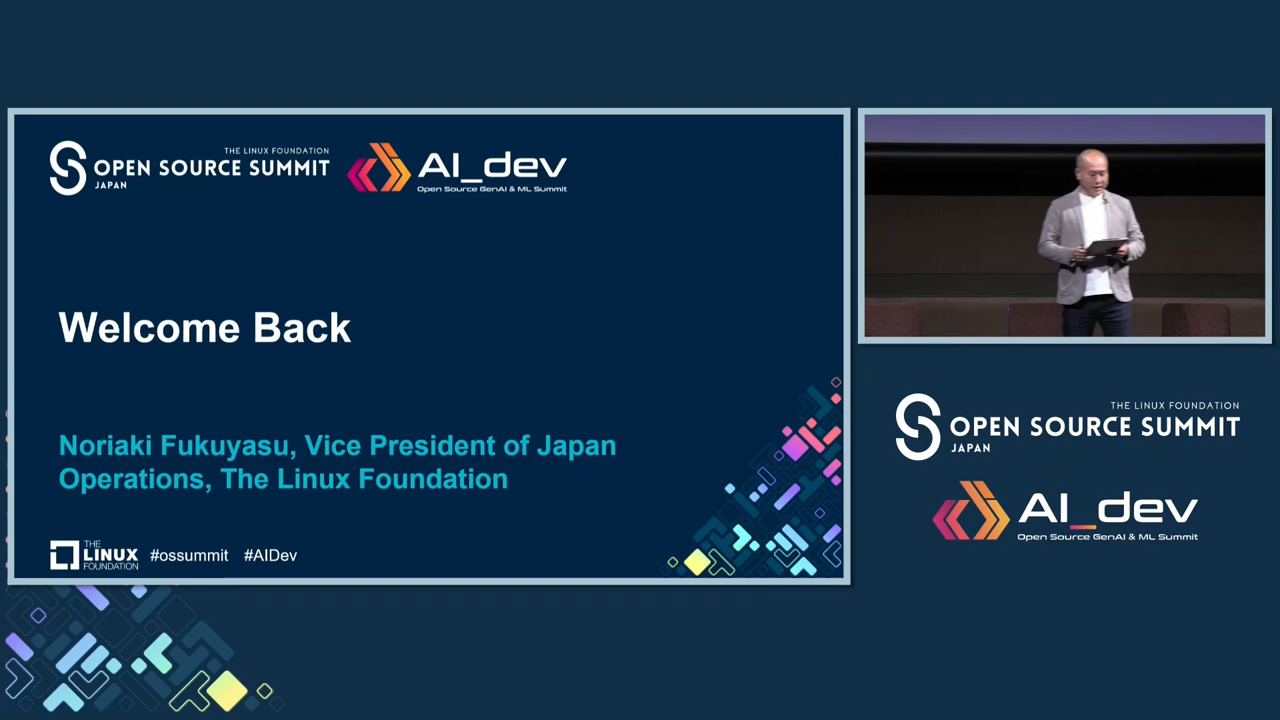 THE LINUX FOUNDATION
OPEN SOURCE SUMMIT
JAPAN
AI_dev
Open Source GenAI & ML Summit
Welcome Back
Noriaki Fukuyasu, Vice President of Japan
Operations, The Linux Foundation
THE
LINUX
FOUNDATION
#ossummit #AIDev
THE LINUX FOUNDATION
OPEN SOURCE SUMMIT
JAPAN
AI_dev
Open Source GenAI & ML Summit